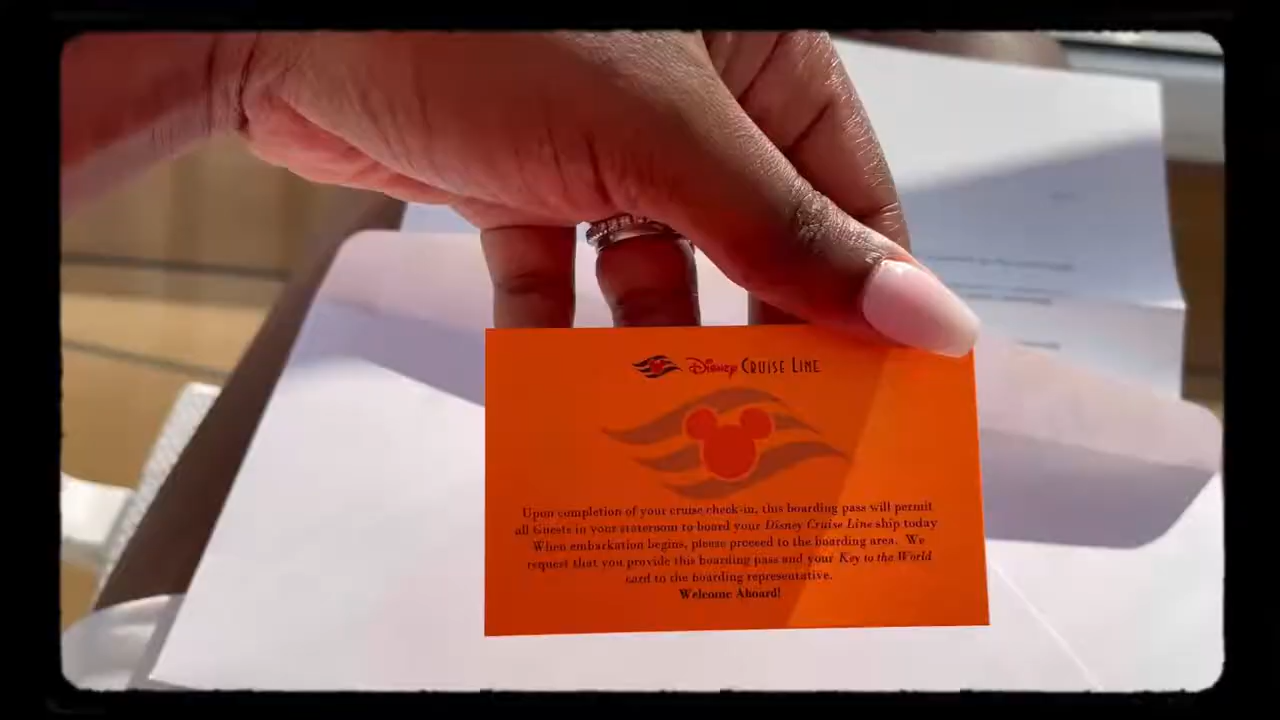 Disney CRUISE LINE
Upon completion of your cruise check-in, this boarding pass will permit
all Guests in your stateroom to board your Disney Cruise Line ship today
When embarkation begins, please proceed to the boarding area. We
request that you provide this boarding pass and your Key to the World
card to the boarding representative.
Welcome Aboard!